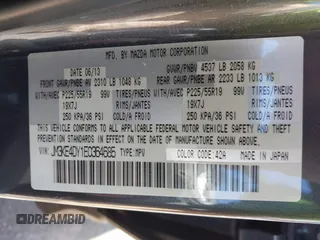 MFD. BY MAZDA MOTOR CORPORATION
DATE 06/13
GVWR/PNBV 4537 LB 2058 KG
FRONT GAWR/PNBE AV 2310 LB 1048 KG
REAR GAWR/PNBE AR 2233 LB 1013 KG
WITH/AVEC P225/55R19 99V TIRES/PNEUS
WITH/AVEC P225/55R19 99V TIRES/PNEUS
19X7J RIMS/JANTES
19X7J RIMS/JANTES
250 KPA/36 PSI COLD/FROID
250 KPA/36 PSI COLD/FROID
THIS VEHICLE CONFORMS TO ALL APPLICABLE FEDERAL MOTOR VEHICLE SAFETY, BUMPER, AND THEFT PREVENTION STANDARDS IN EFFECT ON THE DATE OF MANUFACTURE SHOWN ABOVE.
TYPE:MPV
COLOR CODE:42A
MADE IN JAPAN
DREAMBID